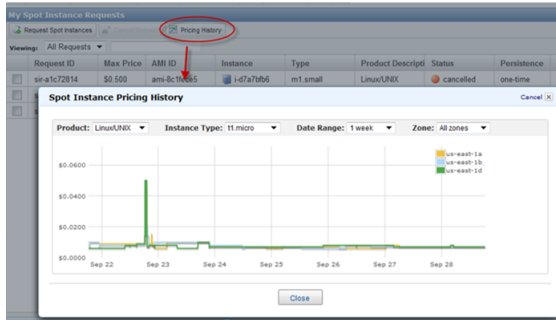 My Spot Instance Requests
Request Spot Instances Pricing History
Viewing: All Requests
Request ID Max Price AMI ID Instance Type Product Descripti Status Persistence
sir-a1c72814 $0.500 i-d7a7bfb6 m1.small Linux/UNIX cancelled one-time
Spot Instance Pricing History Cancel
Product: Linux/UNIX Instance Type: t1.micro Date Range: 1 week Zone: All zones
us-east-1a
us-east-1b
us-east-1d
$0.0600
$0.0400
$0.0200
$0.0000
Sep 22 Sep 23 Sep 24 Sep 25 Sep 26 Sep 27 Sep 28
Close